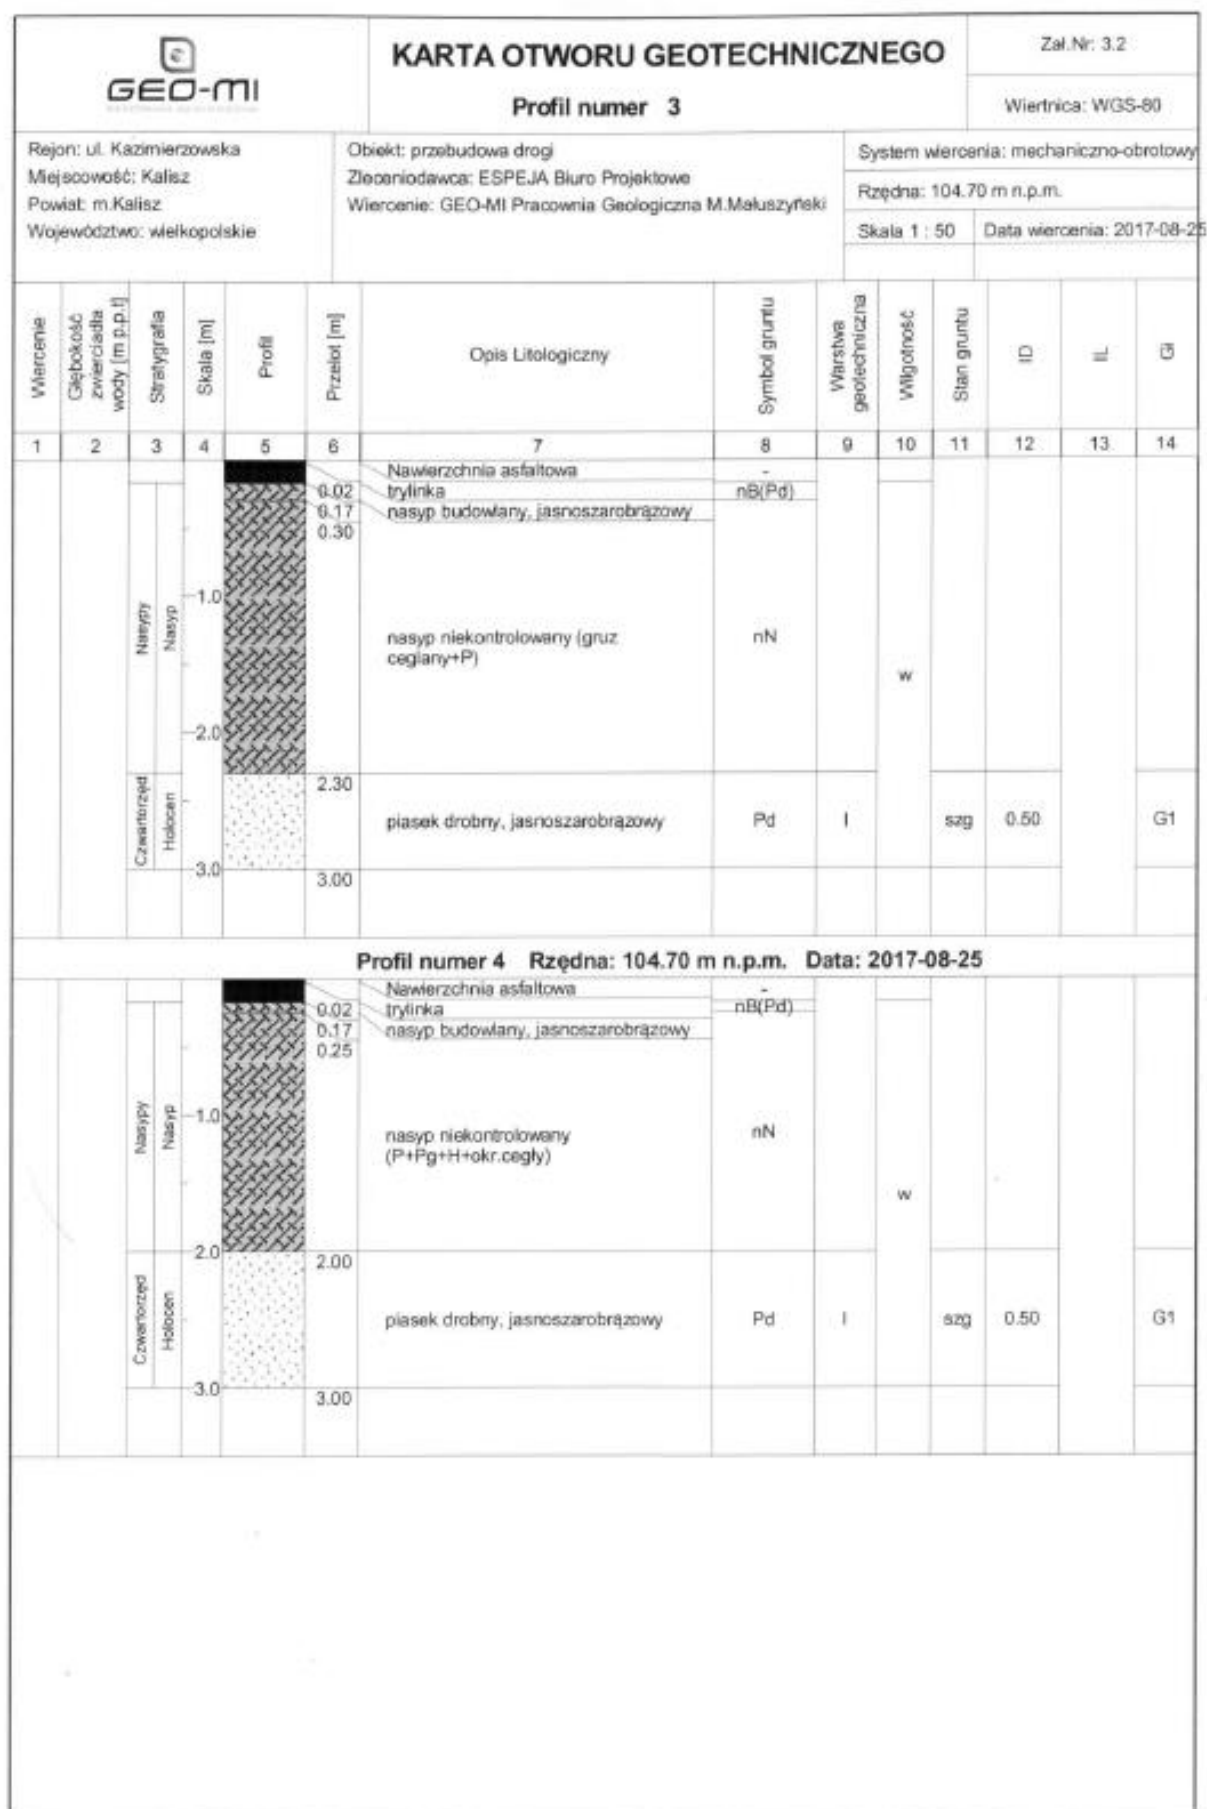 GEO-MI
KARTA OTWORU GEOTECHNICZNEGO
Profil numer 3
Zał.Nr: 3.2
Wiertnica: WGS-80
Rejon: ul. Kazimierzowska
Miejscowość: Kalisz
Powiat: m.Kalisz
Województwo: wielkopolskie
Obiekt: przebudowa drogi
Zleceniodawca: ESPEJA Biuro Projektowe
Wiercenie: GEO-MI Pracownia Geologiczna M.Małuszyński
System wiercenia: mechaniczno-obrotowy
Rzędna: 104.70 m n.p.m.
Skala 1 : 50
Data wiercenia: 2017-08-25
Wiercenie
Głębokość
zwierciadła
wody [m p.p.t]
Stratygrafia
Skala [m]
Profil
Przelot [m]
Opis Litologiczny
Symbol gruntu
Warstwa
geotechniczna
Wilgotność
Stan gruntu
ID
IL
GI
1 2 3 4 5 6 7 8 9 10 11 12 13 14
Nawierzchnia asfaltowa -
0.02 trylinka nB(Pd)
0.17 nasyp budowlany, jasnoszarobrązowy
0.30
1.0
Nasypy
Nasyp
nasyp niekontrolowany (gruz
ceglany+P)
nN
w
2.0
2.30
Czwartorzęd
Holocen
piasek drobny, jasnoszarobrązowy Pd I szg 0.50 G1
3.0
3.00
Profil numer 4 Rzędna: 104.70 m n.p.m. Data: 2017-08-25
Nawierzchnia asfaltowa -
0.02 trylinka nB(Pd)
0.17 nasyp budowlany, jasnoszarobrązowy
0.25
1.0
Nasypy
Nasyp
nasyp niekontrolowany
(P+Pg+H+okr.cegły)
nN
w
2.0
2.00
Czwartorzęd
Holocen
piasek drobny, jasnoszarobrązowy Pd I szg 0.50 G1
3.0
3.00